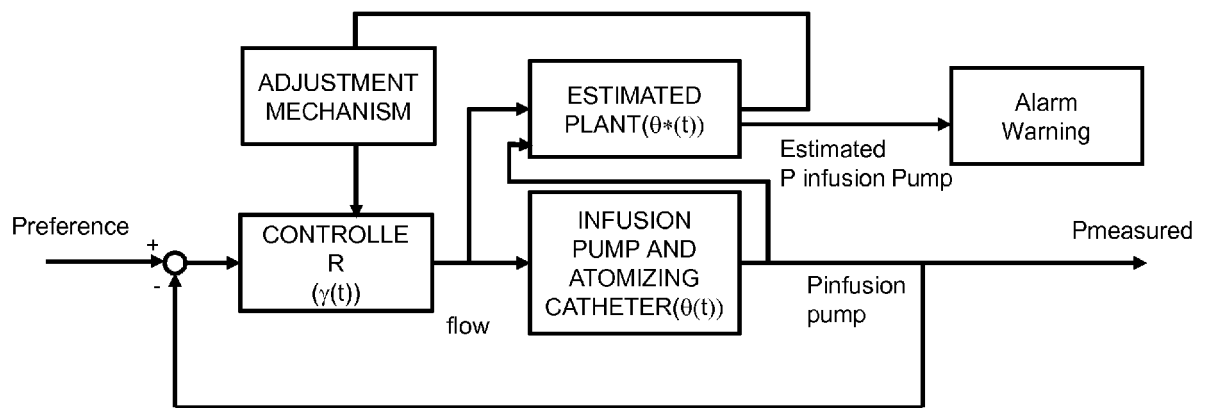 ADJUSTMENT
MECHANISM
ESTIMATED
PLANT(θ*(t))
Alarm
Warning
Estimated
P infusion Pump
Preference
+
-
CONTROLLE
R
(γ(t))
flow
INFUSION
PUMP AND
ATOMIZING
CATHETER(θ(t))
Pinfusion
pump
Pmeasured